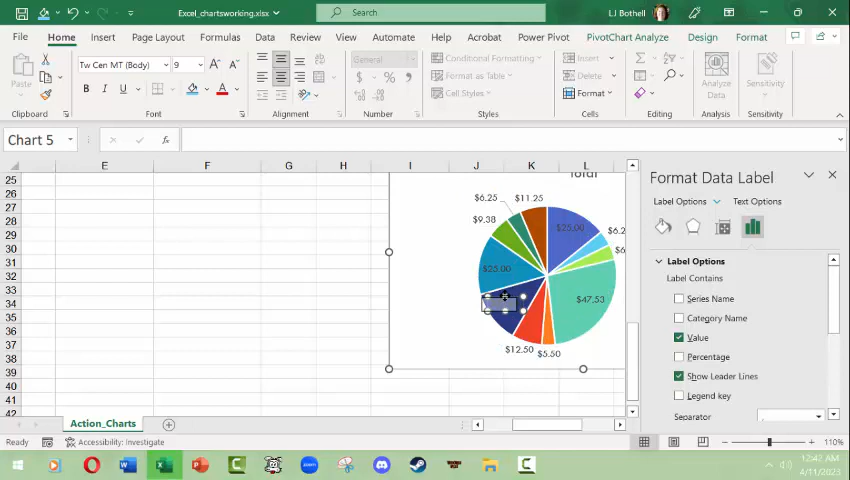 Excel_chartsworking.xlsx
Search
LJ Bothell
File Home Insert Page Layout Formulas Data Review View Automate Help Acrobat Power Pivot PivotChart Analyze Design Format
Tw Cen MT (Body) 9 A A General Conditional Formatting Insert
Paste B I U A $ % Format as Table Delete Analyze Data Sensitivity
Cell Styles Format
Clipboard Font Alignment Number Styles Cells Editing Analysis Sensitivity
Chart 5 fx
E F G H I J K L
25
26
27
28
29
30
31
32
33
34
35
36
37
38
39
40
41
42
Total
$6.25 $11.25
$9.38 $25.00
$25.00
$47.53
$12.50 $5.50
Format Data Label
Label Options Text Options
Label Options
Label Contains
Series Name
Category Name
Value
Percentage
Show Leader Lines
Legend key
Separator
Action_Charts
Ready Accessibility: Investigate 110%
12:42 AM
4/11/2023